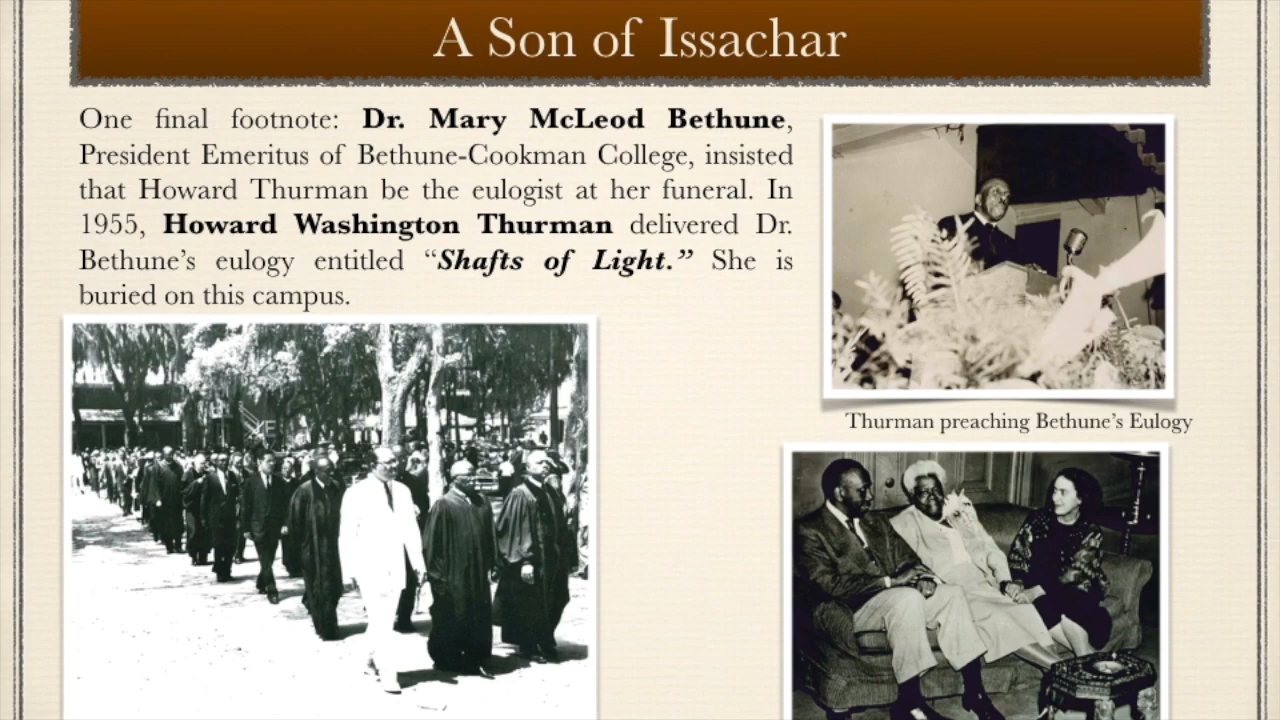 A Son of Issachar
One final footnote: Dr. Mary McLeod Bethune,
President Emeritus of Bethune-Cookman College, insisted
that Howard Thurman be the eulogist at her funeral. In
1955, Howard Washington Thurman delivered Dr.
Bethune’s eulogy entitled “Shafts of Light.” She is
buried on this campus.
Thurman preaching Bethune’s Eulogy